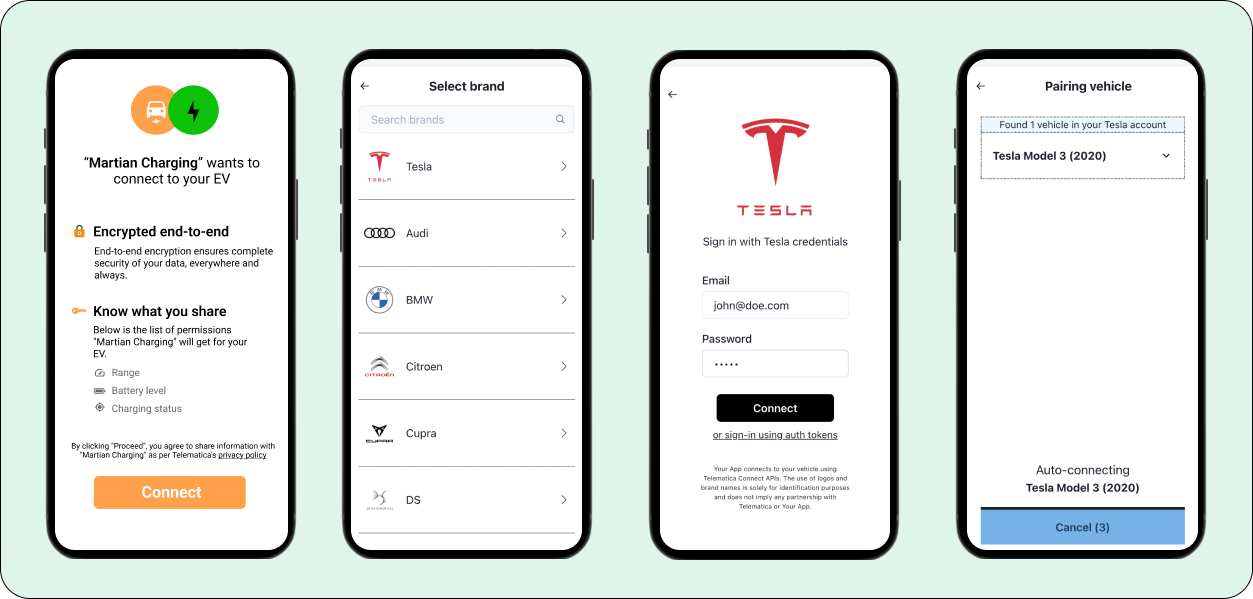 “Martian Charging” wants to
connect to your EV
Encrypted end-to-end
End-to-end encryption ensures complete
security of your data, everywhere and
always.
Know what you share
Below is the list of permissions
"Martian Charging" will get for your
EV.
Range
Battery level
Charging status
By clicking "Proceed", you agree to share information with
"Martian Charging" as per Telematica's privacy policy
Connect
Select brand
Search brands
TESLA
Tesla
Audi
BMW
BMW
CITROËN
Citroen
CUPRA
Cupra
DS AUTOMOBILES
DS
TESLA
Sign in with Tesla credentials
Email
john@doe.com
Password
Connect
or sign-in using auth tokens
Your App connects to your vehicle using
Telematica Connect APIs. The use of logos and
brand names is solely for identification purposes
and does not imply any partnership with
Telematica or Your App.
Pairing vehicle
Found 1 vehicle in your Tesla account
Tesla Model 3 (2020)
Auto-connecting
Tesla Model 3 (2020)
Cancel (3)